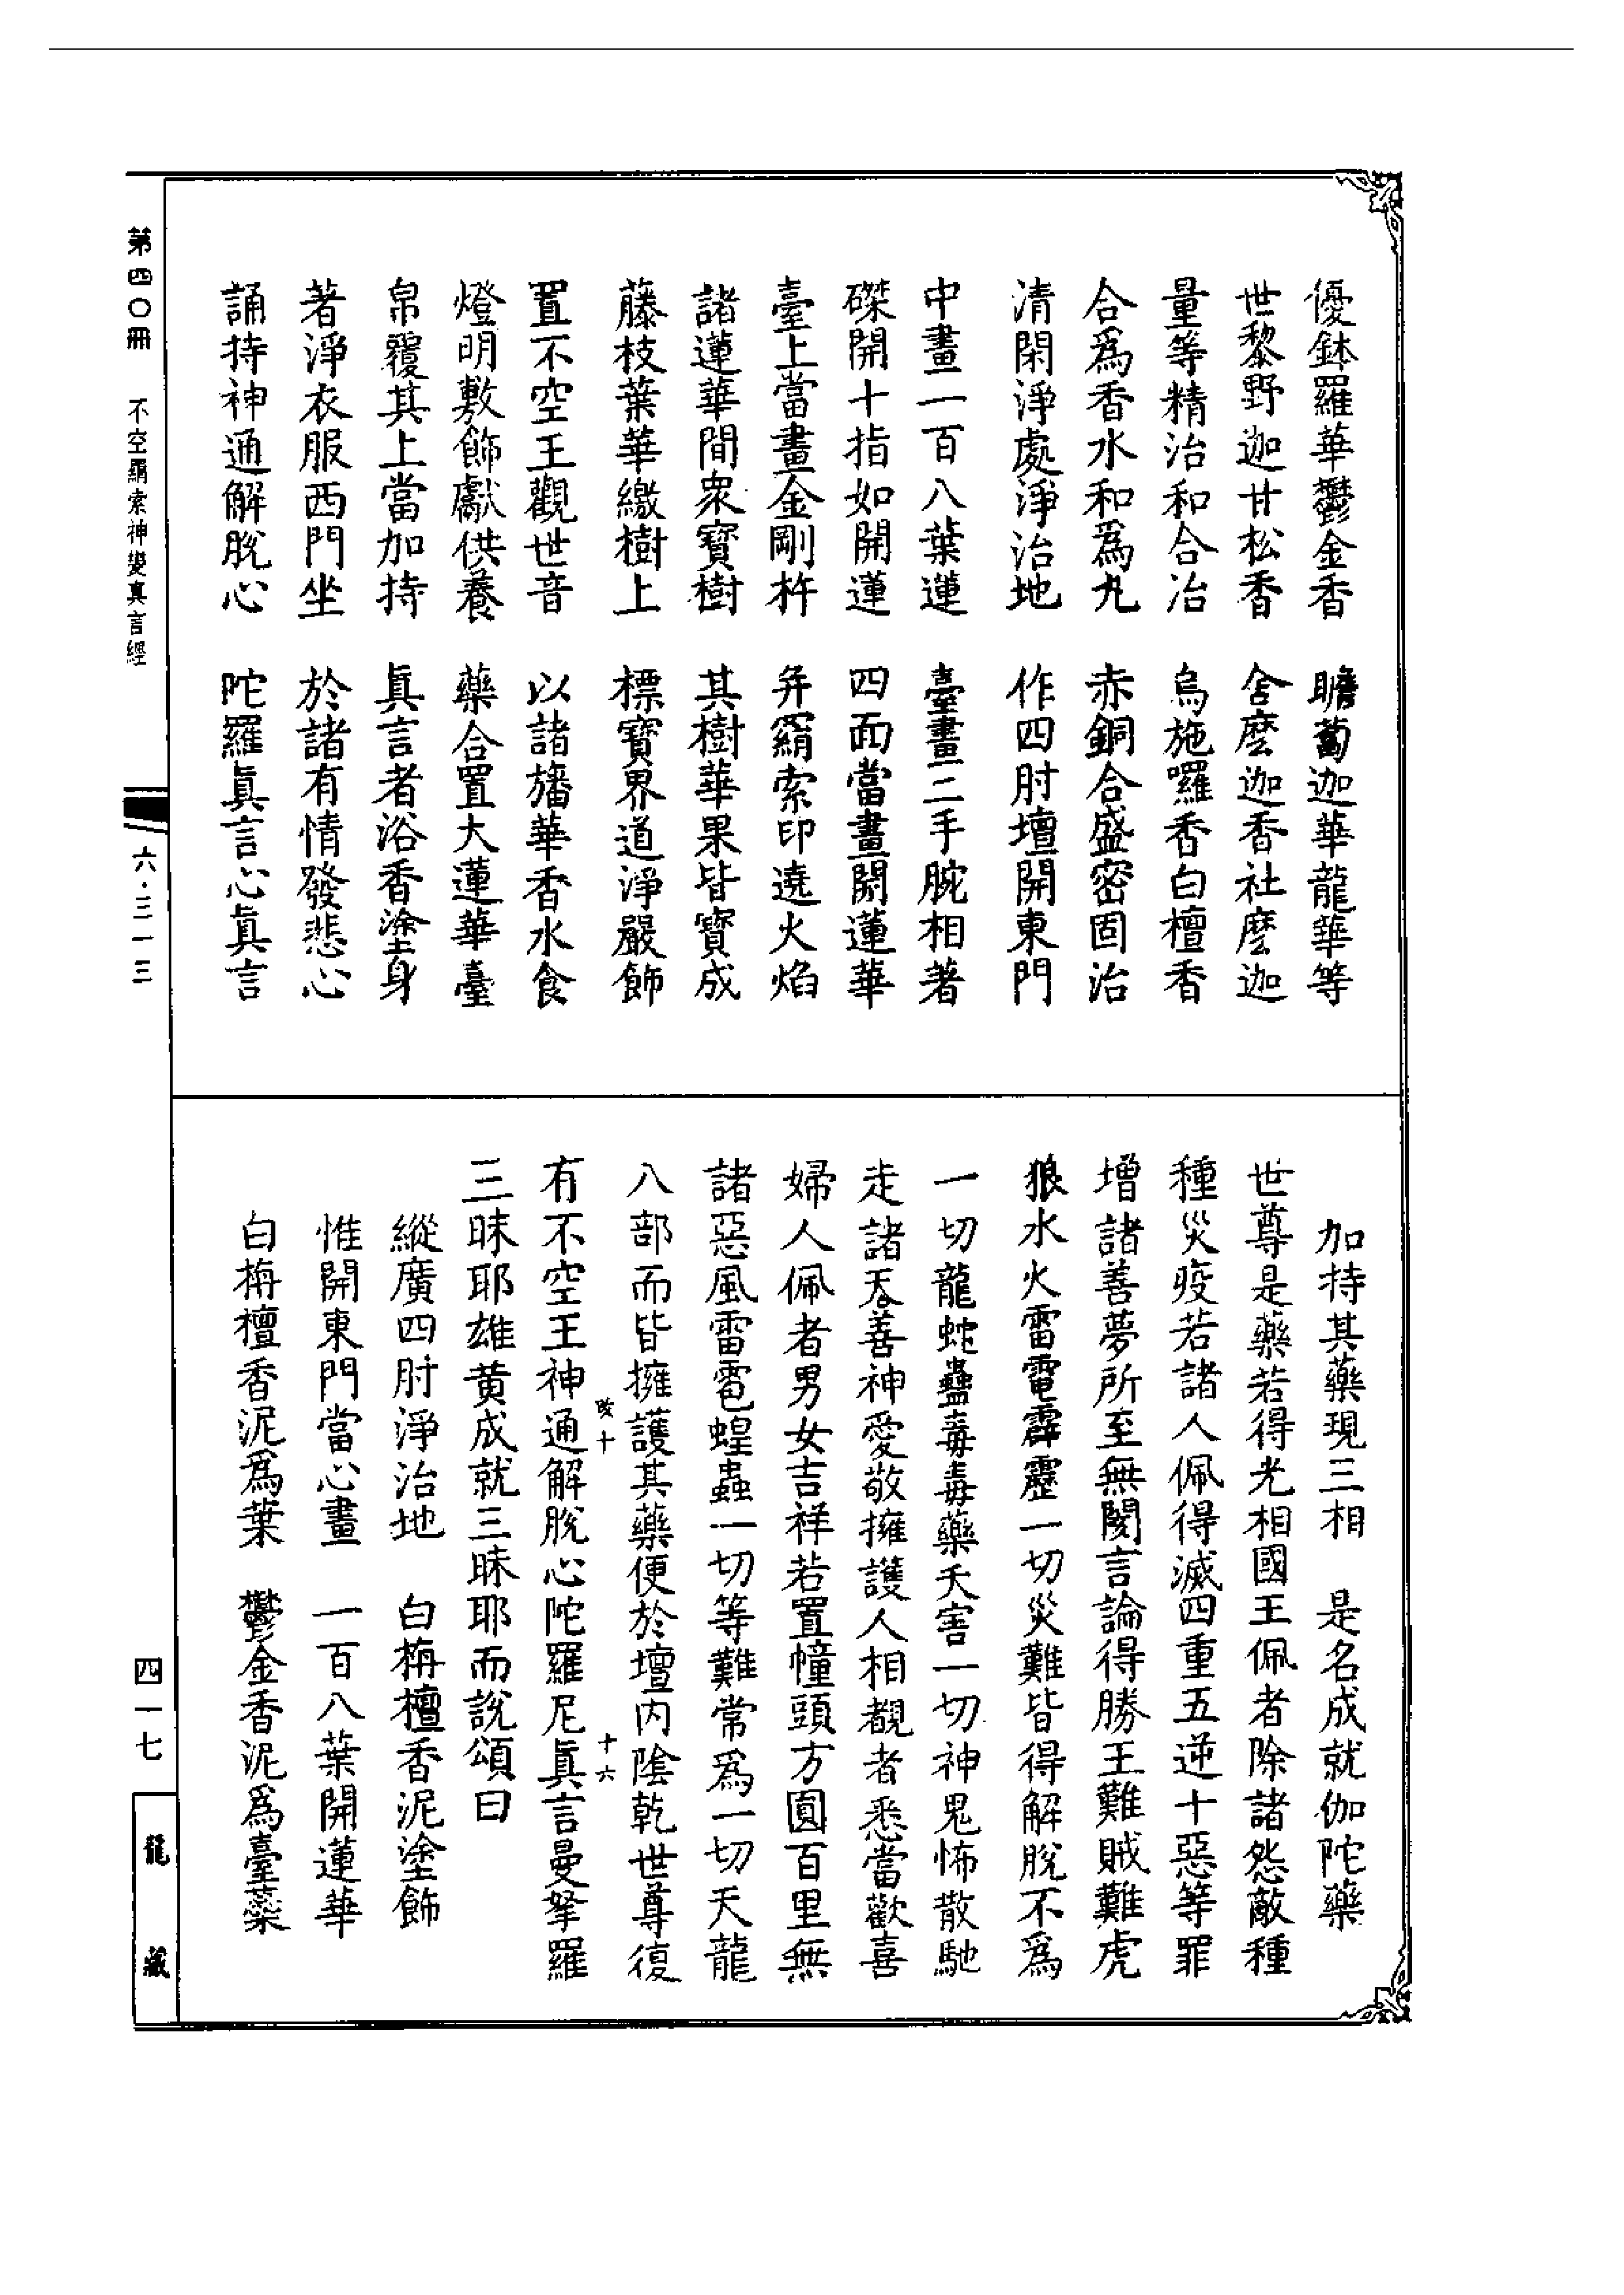 優鉢羅華鬱金香　瞻蔔迦華龍華等
世黎野迦甘松香　舍麽迦香社麽迦
量等精治和合治　烏施囉香白檀香
合爲香水和爲丸　赤銅合盛密固治
清閑淨處淨治地　作四肘壇開東門
中畫一百八葉蓮　臺畫二手腕相著
磔開十指如開蓮　四面當畫開蓮華
臺上當畫金剛杵　并罥索印遶火焰
諸蓮華間衆寶樹　其樹華果皆寶成
藤枝葉華繳樹上　標寶界道淨嚴飾
置不空王觀世音　以諸旛華香水食
燈明敷飾獻供養　藥合置大蓮華臺
帛覆其上當加持　眞言者浴香塗身
著淨衣服西門坐　於諸有情發悲心
誦持神通解脫心　陀羅眞言心眞言
加持其藥現三相　是名成就伽陀藥
世尊是藥若得光相國王佩者除諸怨敵種
種災疫若諸人佩得滅四重五逆十惡等罪
增諸善夢所至無閡言論得勝王難賊難虎
狼水火雷電霹靂一切災難皆得解脫不爲
一切龍蛇蠱毒毒藥夭害一切神鬼怖散馳
走諸天善神愛敬擁護人相覩者悉當歡喜
婦人佩者男女吉祥若置幢頭方圓百里無
諸惡風雷雹蝗蟲一切等難常爲一切天龍
八部而皆擁護其藥便於壇內陰乾世尊復
十　十六
有不空王神通解脫心陀羅尼眞言曼拏羅
三昧耶雄黃成就三昧耶而說頌曰
縱廣四肘淨治地　白栴檀香泥塗飾
惟開東門當心畫　一百八葉開蓮華
白栴檀香泥爲葉　鬱金香泥爲臺蘂
第四〇冊　不空羂索神變真言經
六·三一三
四一七
龍藏